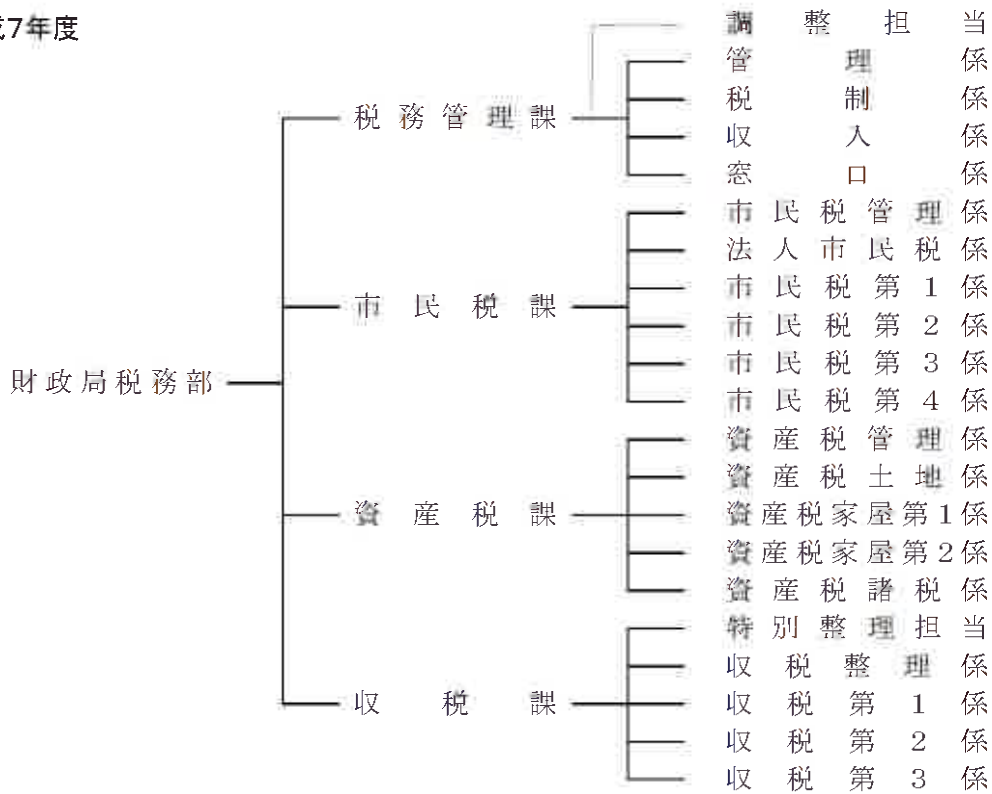 7年度
調整担当
管理係
税制係
税務管理課
収入係
窓口係
市民税管理係
法人市民税係
市民税第1係
市民税課
市民税第2係
市民税第3係
財政局税務部
市民税第4係
資産税管理係
資産税土地係
資産税課
資産税家屋第1係
資産税家屋第2係
資産税諸税係
特別整理担当
収税整理係
収税課
収税第1係
収税第2係
収税第3係